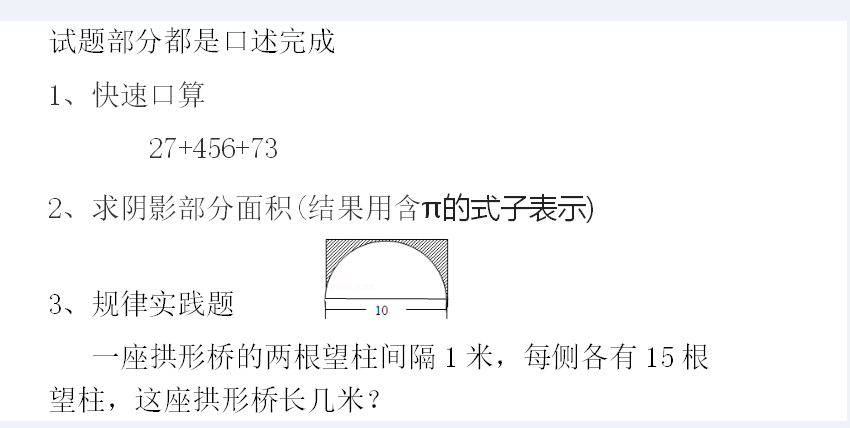 试题部分都是口述完成
1、快速口算
27+456+73
2、求阴影部分面积(结果用含π的式子表示)
10
3、规律实践题
一座拱形桥的两根望柱间隔1米，每侧各有15根
望柱，这座拱形桥长几米？